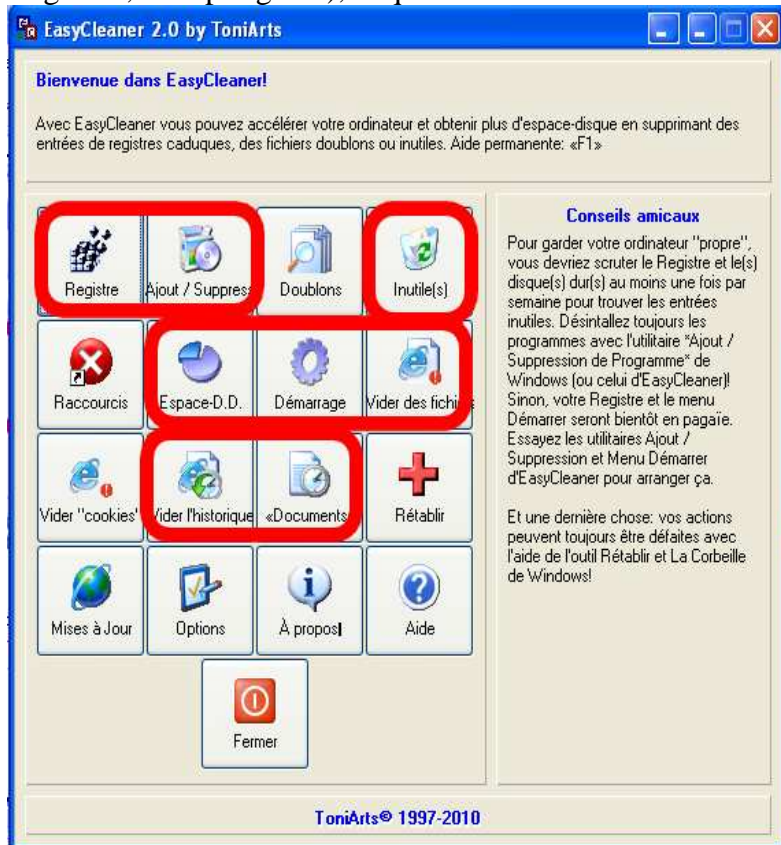 EasyCleaner 2.0 by ToniArts
Bienvenue dans EasyCleaner!
Avec EasyCleaner vous pouvez accélérer votre ordinateur et obtenir plus d'espace-disque en supprimant des
entrées de registres caduques, des fichiers doublons ou inutiles. Aide permanente: «F1»
Registre
Ajout / Suppress
Doublons
Inutile(s)
Raccourcis
Espace-D.D.
Démarrage
Vider des fichie
Vider "cookies"
Vider l'historique
«Documents
Rétablir
Mises à Jour
Options
À propos
Aide
Fermer
Conseils amicaux
Pour garder votre ordinateur "propre",
vous devriez scruter le Registre et le(s)
disque(s) dur(s) au moins une fois par
semaine pour trouver les entrées
inutiles. Désintallez toujours les
programmes avec l'utilitaire "Ajout /
Suppression de Programme" de
Windows (ou celui d'EasyCleaner)!
Sinon, votre Registre et le menu
Démarrer seront bientôt en pagaïe.
Essayez les utilitaires Ajout /
Suppression et Menu Démarrer
d'EasyCleaner pour arranger ça.
Et une dernière chose: vos actions
peuvent toujours être défaites avec
l'aide de l'outil Rétablir et La Corbeille
de Windows!
ToniArts© 1997-2010